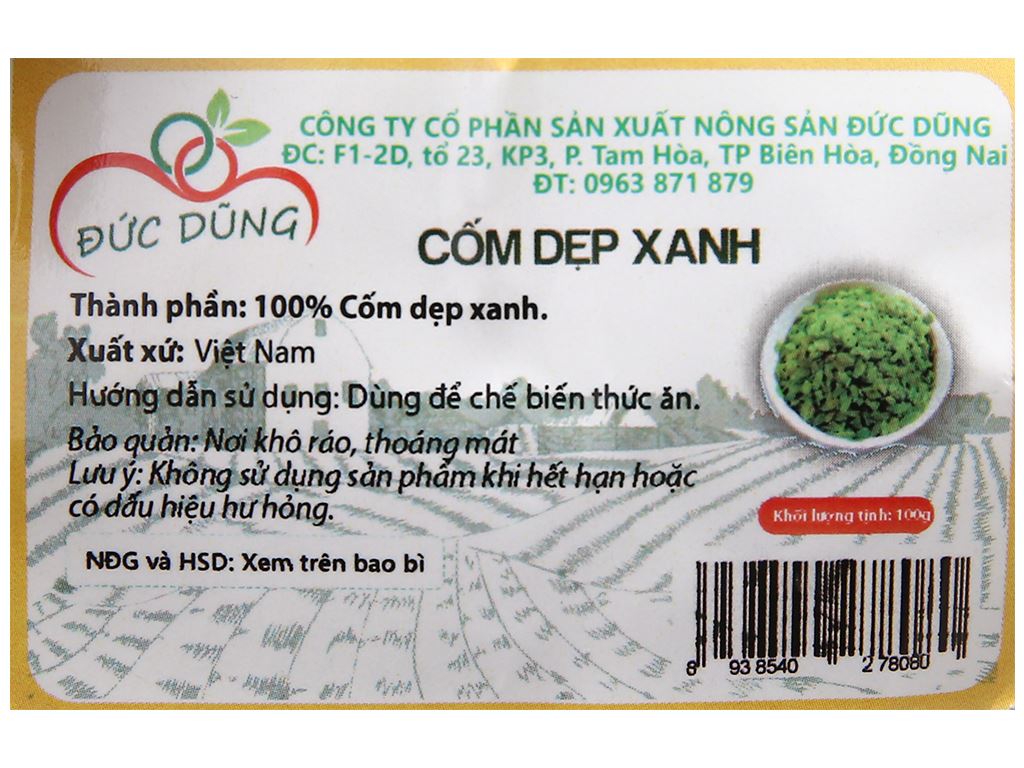 CÔNG TY CỔ PHẦN SẢN XUẤT NÔNG SẢN ĐỨC DŨNG
ĐC: F1-2D, tổ 23, KP3, P. Tam Hòa, TP Biên Hòa, Đồng Nai
ĐT: 0963 871 879
ĐỨC DŨNG
CỐM DẸP XANH
Thành phần: 100% Cốm dẹp xanh.
Xuất xứ: Việt Nam
Hướng dẫn sử dụng: Dùng để chế biến thức ăn.
Bảo quản: Nơi khô ráo, thoáng mát
Lưu ý: Không sử dụng sản phẩm khi hết hạn hoặc
có dấu hiệu hư hỏng.
Khối lượng tịnh: 100g
NĐG và HSD: Xem trên bao bì
8 938540 278080